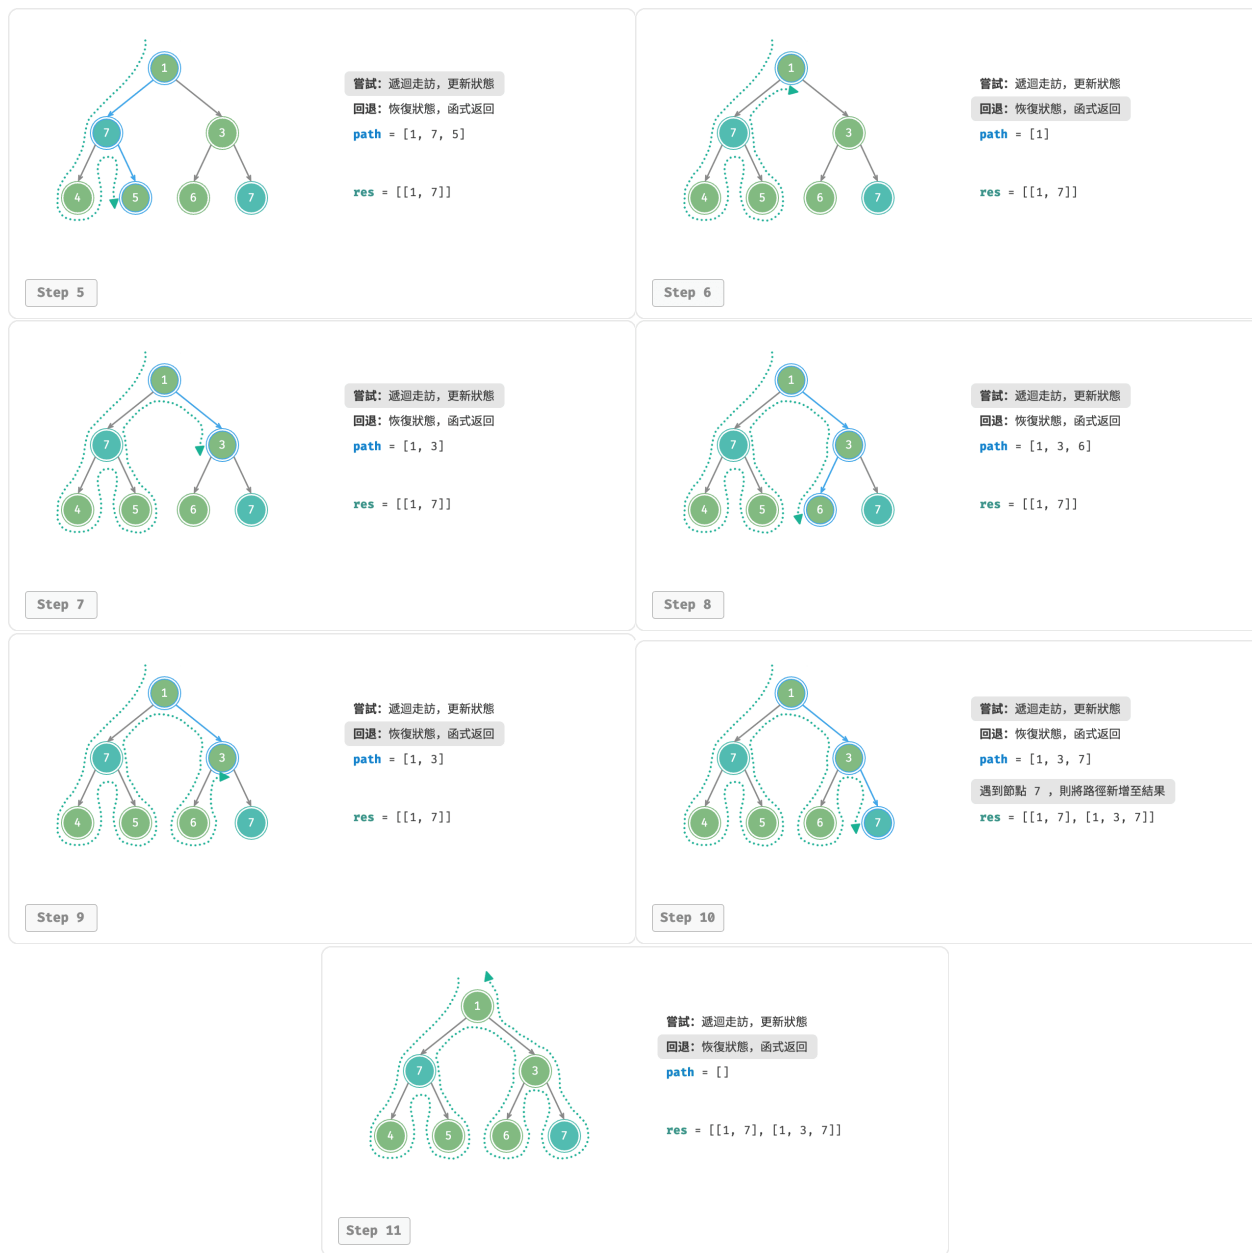 1
7 3
4 5 6 7
嘗試：遞迴走訪，更新狀態
回退：恢復狀態，函式返回
path = [1, 7, 5]
res = [[1, 7]]
Step 5
1
7 3
4 5 6 7
嘗試：遞迴走訪，更新狀態
回退：恢復狀態，函式返回
path = [1]
res = [[1, 7]]
Step 6
1
7 3
4 5 6 7
嘗試：遞迴走訪，更新狀態
回退：恢復狀態，函式返回
path = [1, 3]
res = [[1, 7]]
Step 7
1
7 3
4 5 6 7
嘗試：遞迴走訪，更新狀態
回退：恢復狀態，函式返回
path = [1, 3, 6]
res = [[1, 7]]
Step 8
1
7 3
4 5 6 7
嘗試：遞迴走訪，更新狀態
回退：恢復狀態，函式返回
path = [1, 3]
res = [[1, 7]]
Step 9
1
7 3
4 5 6 7
嘗試：遞迴走訪，更新狀態
回退：恢復狀態，函式返回
path = [1, 3, 7]
遇到節點 7 ，則將路徑新增至結果
res = [[1, 7], [1, 3, 7]]
Step 10
1
7 3
4 5 6 7
嘗試：遞迴走訪，更新狀態
回退：恢復狀態，函式返回
path = []
res = [[1, 7], [1, 3, 7]]
Step 11